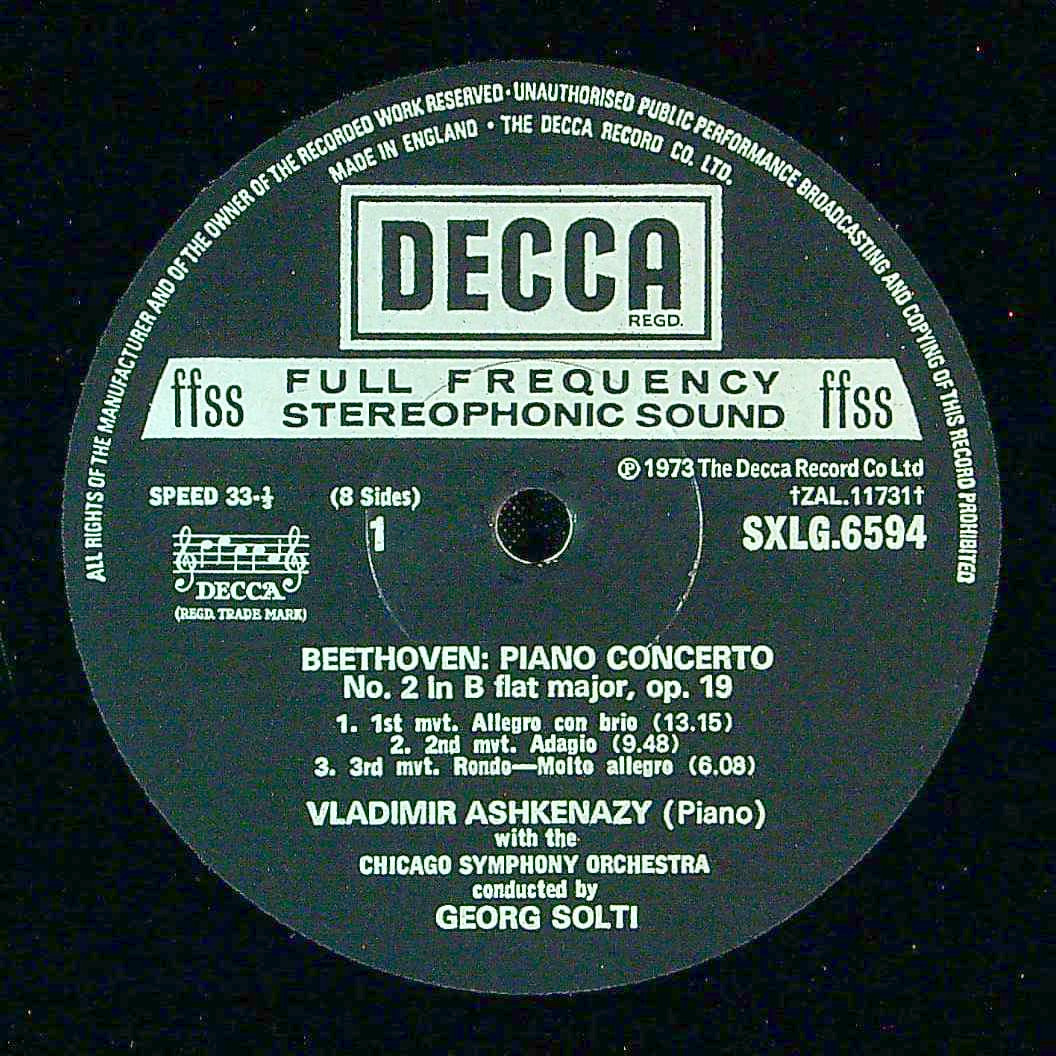 ALL RIGHTS OF THE MANUFACTURER AND OF THE OWNER OF THE RECORDED WORK RESERVED · UNAUTHORISED PUBLIC PERFORMANCE BROADCASTING AND COPYING OF THIS RECORD PROHIBITED
MADE IN ENGLAND • THE DECCA RECORD CO. LTD.
DECCA
REGD.
ffss FULL FREQUENCY STEREOPHONIC SOUND ffss
℗ 1973 The Decca Record Co Ltd
SPEED 33-⅓ (8 Sides) †ZAL.11731†
1 SXLG.6594
DECCA
(REGD. TRADE MARK)
BEETHOVEN: PIANO CONCERTO
No. 2 in B flat major, op. 19
1. 1st mvt. Allegro con brio (13.15)
2. 2nd mvt. Adagio (9.48)
3. 3rd mvt. Rondo—Molto allegro (6.08)
VLADIMIR ASHKENAZY (Piano)
with the
CHICAGO SYMPHONY ORCHESTRA
conducted by
GEORG SOLTI